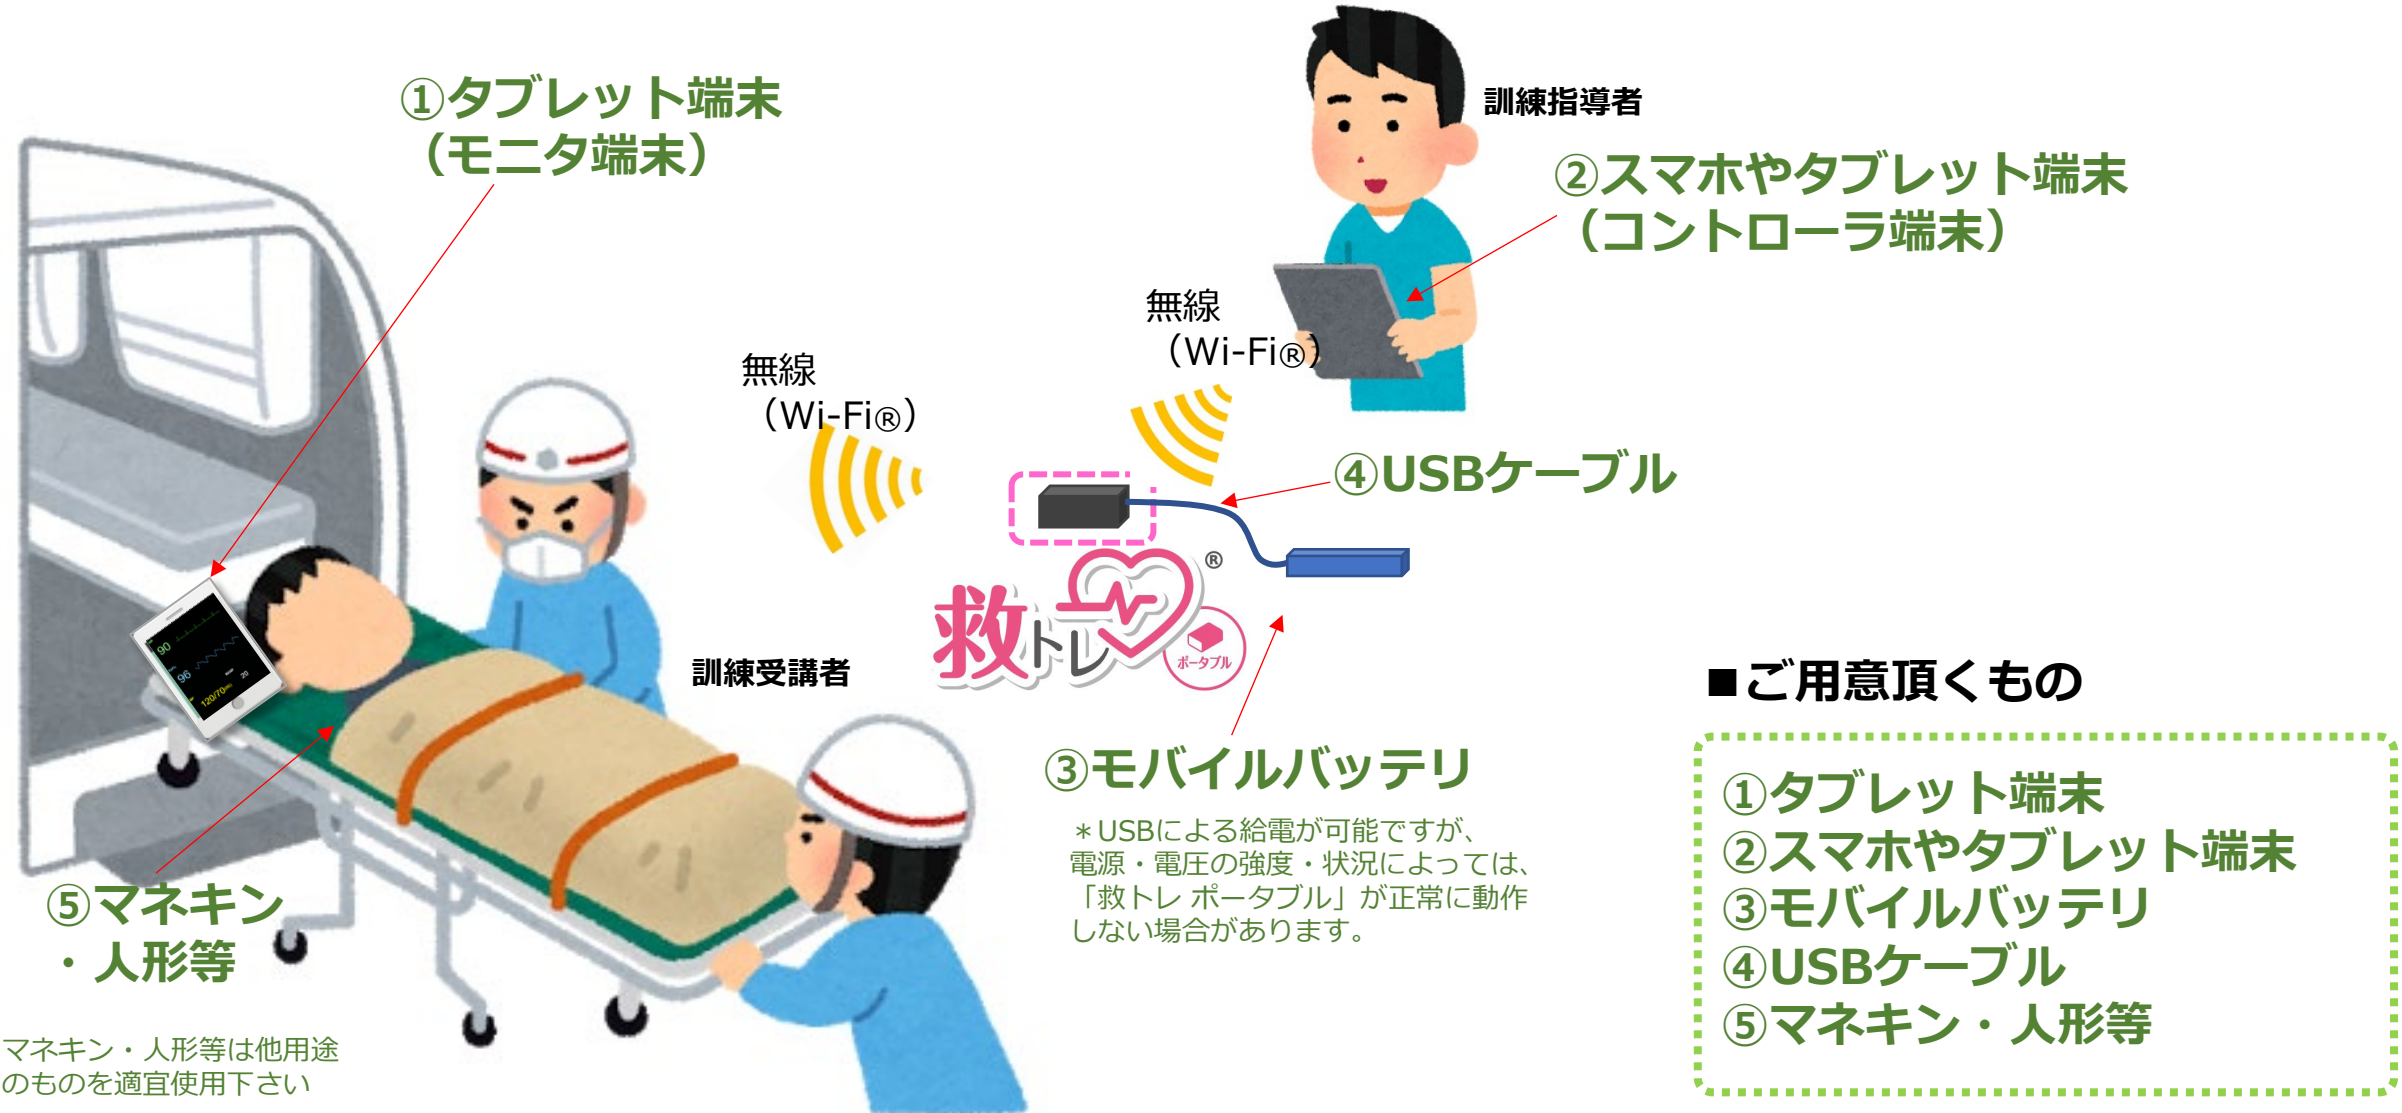 ①タブレット端末
（モニタ端末）
訓練指導者
②スマホやタブレット端末
（コントローラ端末）
無線
（Wi-Fi®）
無線
（Wi-Fi®）
④USBケーブル
救トレ®
ポータブル
90
96
20
120/70
訓練受講者
③モバイルバッテリ
＊USBによる給電が可能ですが、
電源・電圧の強度・状況によっては、
「救トレ ポータブル」が正常に動作
しない場合があります。
⑤マネキン
・人形等
マネキン・人形等は他用途
のものを適宜使用下さい
■ご用意頂くもの
①タブレット端末
②スマホやタブレット端末
③モバイルバッテリ
④USBケーブル
⑤マネキン・人形等